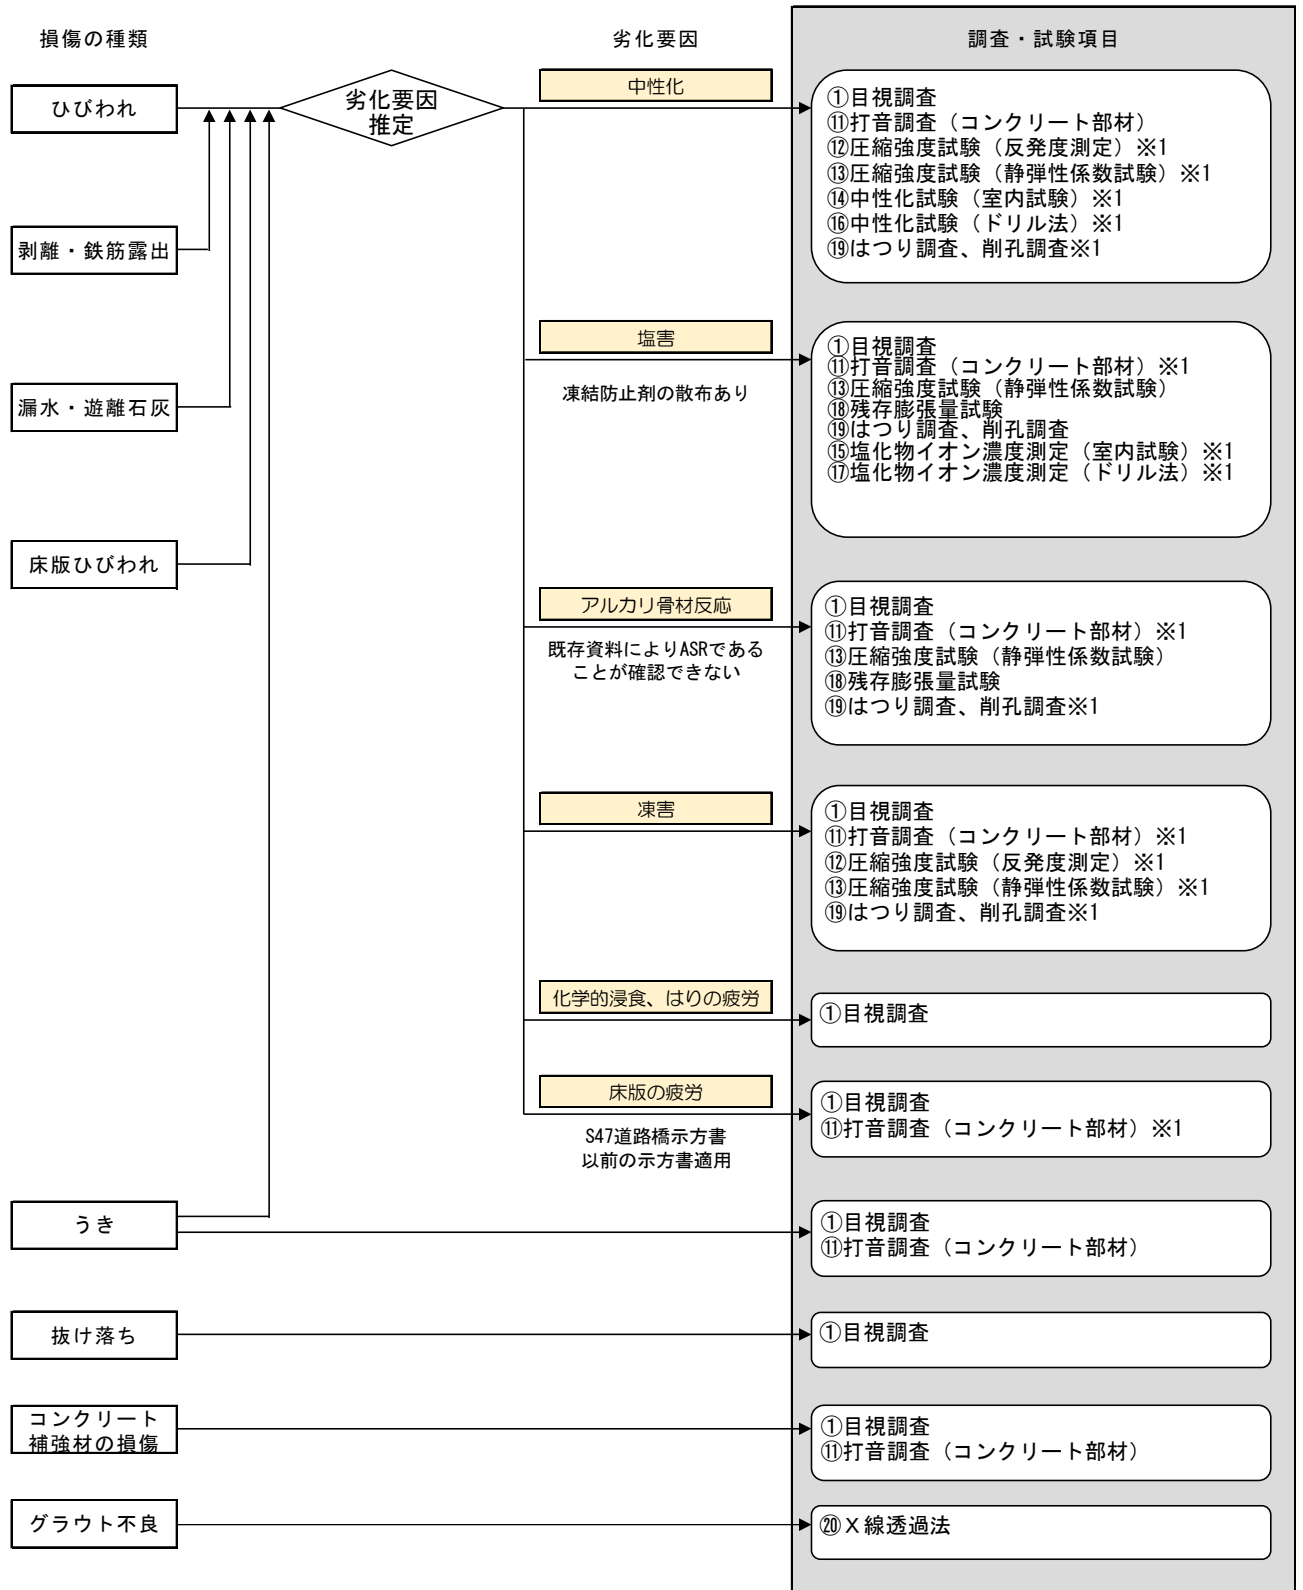 損傷の種類
劣化要因
調査・試験項目
ひびわれ
劣化要因
推定
中性化
①目視調査
⑪打音調査（コンクリート部材）
⑫圧縮強度試験（反発度測定）※1
⑬圧縮強度試験（静弾性係数試験）※1
⑭中性化試験（室内試験）※1
⑯中性化試験（ドリル法）※1
⑲はつり調査、削孔調査※1
剥離・鉄筋露出
塩害
凍結防止剤の散布あり
①目視調査
⑪打音調査（コンクリート部材）※1
⑬圧縮強度試験（静弾性係数試験）
⑱残存膨張量試験
⑲はつり調査、削孔調査
⑮塩化物イオン濃度測定（室内試験）※1
⑰塩化物イオン濃度測定（ドリル法）※1
漏水・遊離石灰
床版ひびわれ
アルカリ骨材反応
既存資料によりASRである
ことが確認できない
①目視調査
⑪打音調査（コンクリート部材）※1
⑬圧縮強度試験（静弾性係数試験）
⑱残存膨張量試験
⑲はつり調査、削孔調査※1
凍害
①目視調査
⑪打音調査（コンクリート部材）※1
⑫圧縮強度試験（反発度測定）※1
⑬圧縮強度試験（静弾性係数試験）※1
⑲はつり調査、削孔調査※1
化学的浸食、はりの疲労
①目視調査
床版の疲労
S47道路橋示方書
以前の示方書適用
①目視調査
⑪打音調査（コンクリート部材）※1
うき
①目視調査
⑪打音調査（コンクリート部材）
抜け落ち
①目視調査
コンクリート
補強材の損傷
①目視調査
⑪打音調査（コンクリート部材）
グラウト不良
⑳Ｘ線透過法